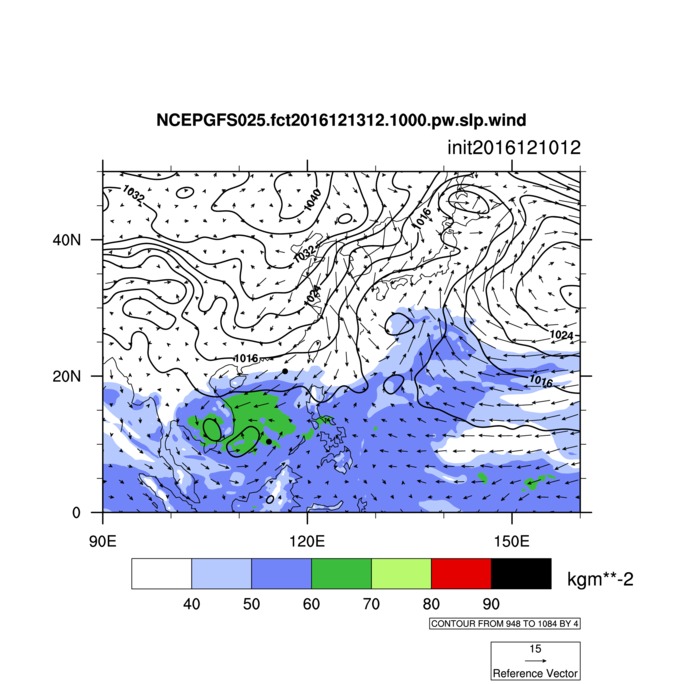 NCEPGFS025.fct2016121312.1000.pw.slp.wind
init2016121012
1032
1040
1016
1032
1024
1024
1016
1016
40N
20N
0
90E 120E 150E
kgm**-2
40 50 60 70 80 90
CONTOUR FROM 948 TO 1084 BY 4
15
Reference Vector